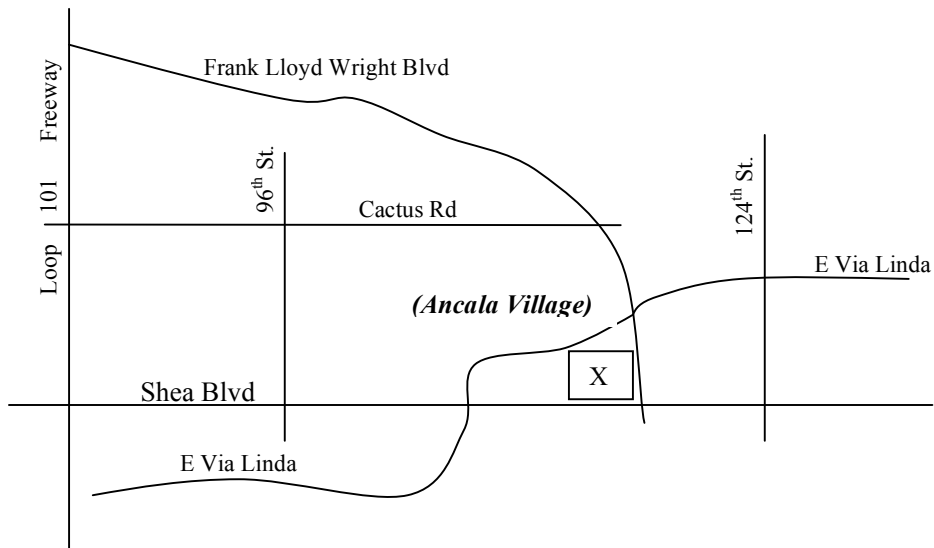 Frank Lloyd Wright Blvd
Loop 101 Freeway
96th St.
124th St.
Cactus Rd
E Via Linda
(Ancala Village)
X
Shea Blvd
E Via Linda